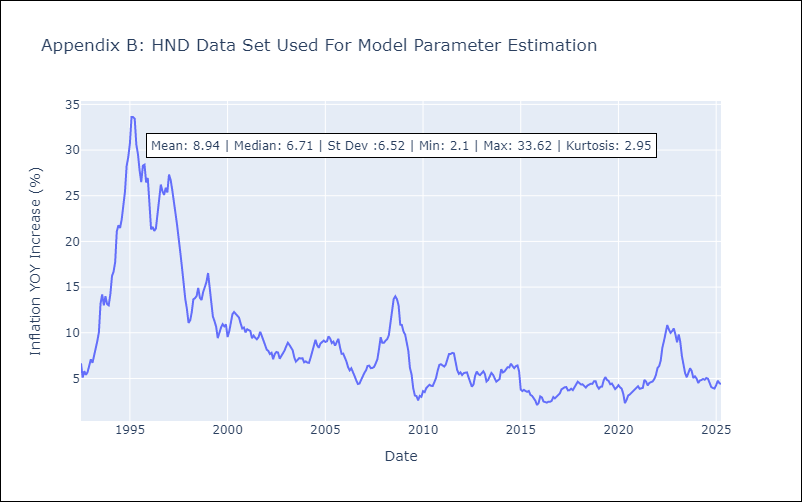 Appendix B: HND Data Set Used For Model Parameter Estimation
35
30
25
20
15
10
5
Mean: 8.94 | Median: 6.71 | St Dev :6.52 | Min: 2.1 | Max: 33.62 | Kurtosis: 2.95
Inflation YOY Increase (%)
1995 2000 2005 2010 2015 2020 2025
Date